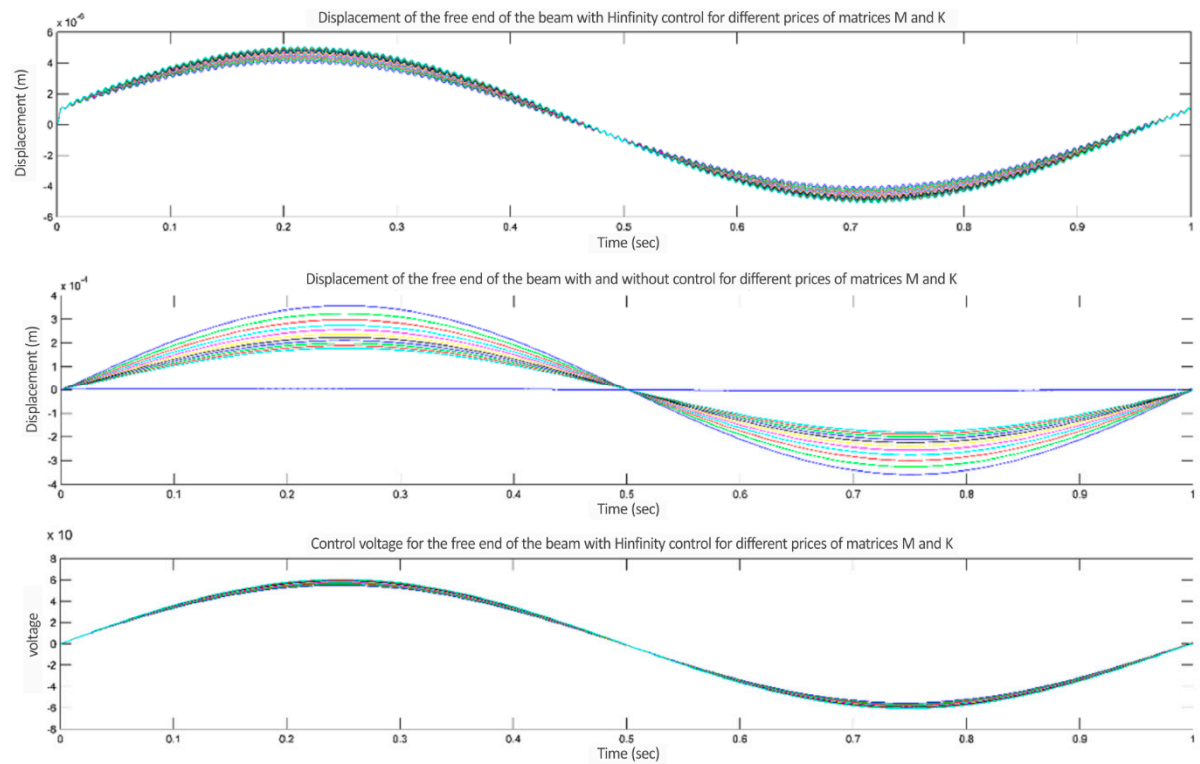 Displacement of the free end of the beam with Hinfinity control for different prices of matrices M and K
x 10⁻⁶
6
4
2
0
-2
-4
-6
Displacement (m)
0 0.1 0.2 0.3 0.4 0.5 0.6 0.7 0.8 0.9 1
Time (sec)
Displacement of the free end of the beam with and without control for different prices of matrices M and K
x 10⁻⁴
4
3
2
1
0
-1
-2
-3
-4
Displacement (m)
0 0.1 0.2 0.3 0.4 0.5 0.6 0.7 0.8 0.9 1
Time (sec)
x 10
Control voltage for the free end of the beam with Hinfinity control for different prices of matrices M and K
8
6
4
2
0
-2
-4
-6
-8
voltage
0 0.1 0.2 0.3 0.4 0.5 0.6 0.7 0.8 0.9 1
Time (sec)